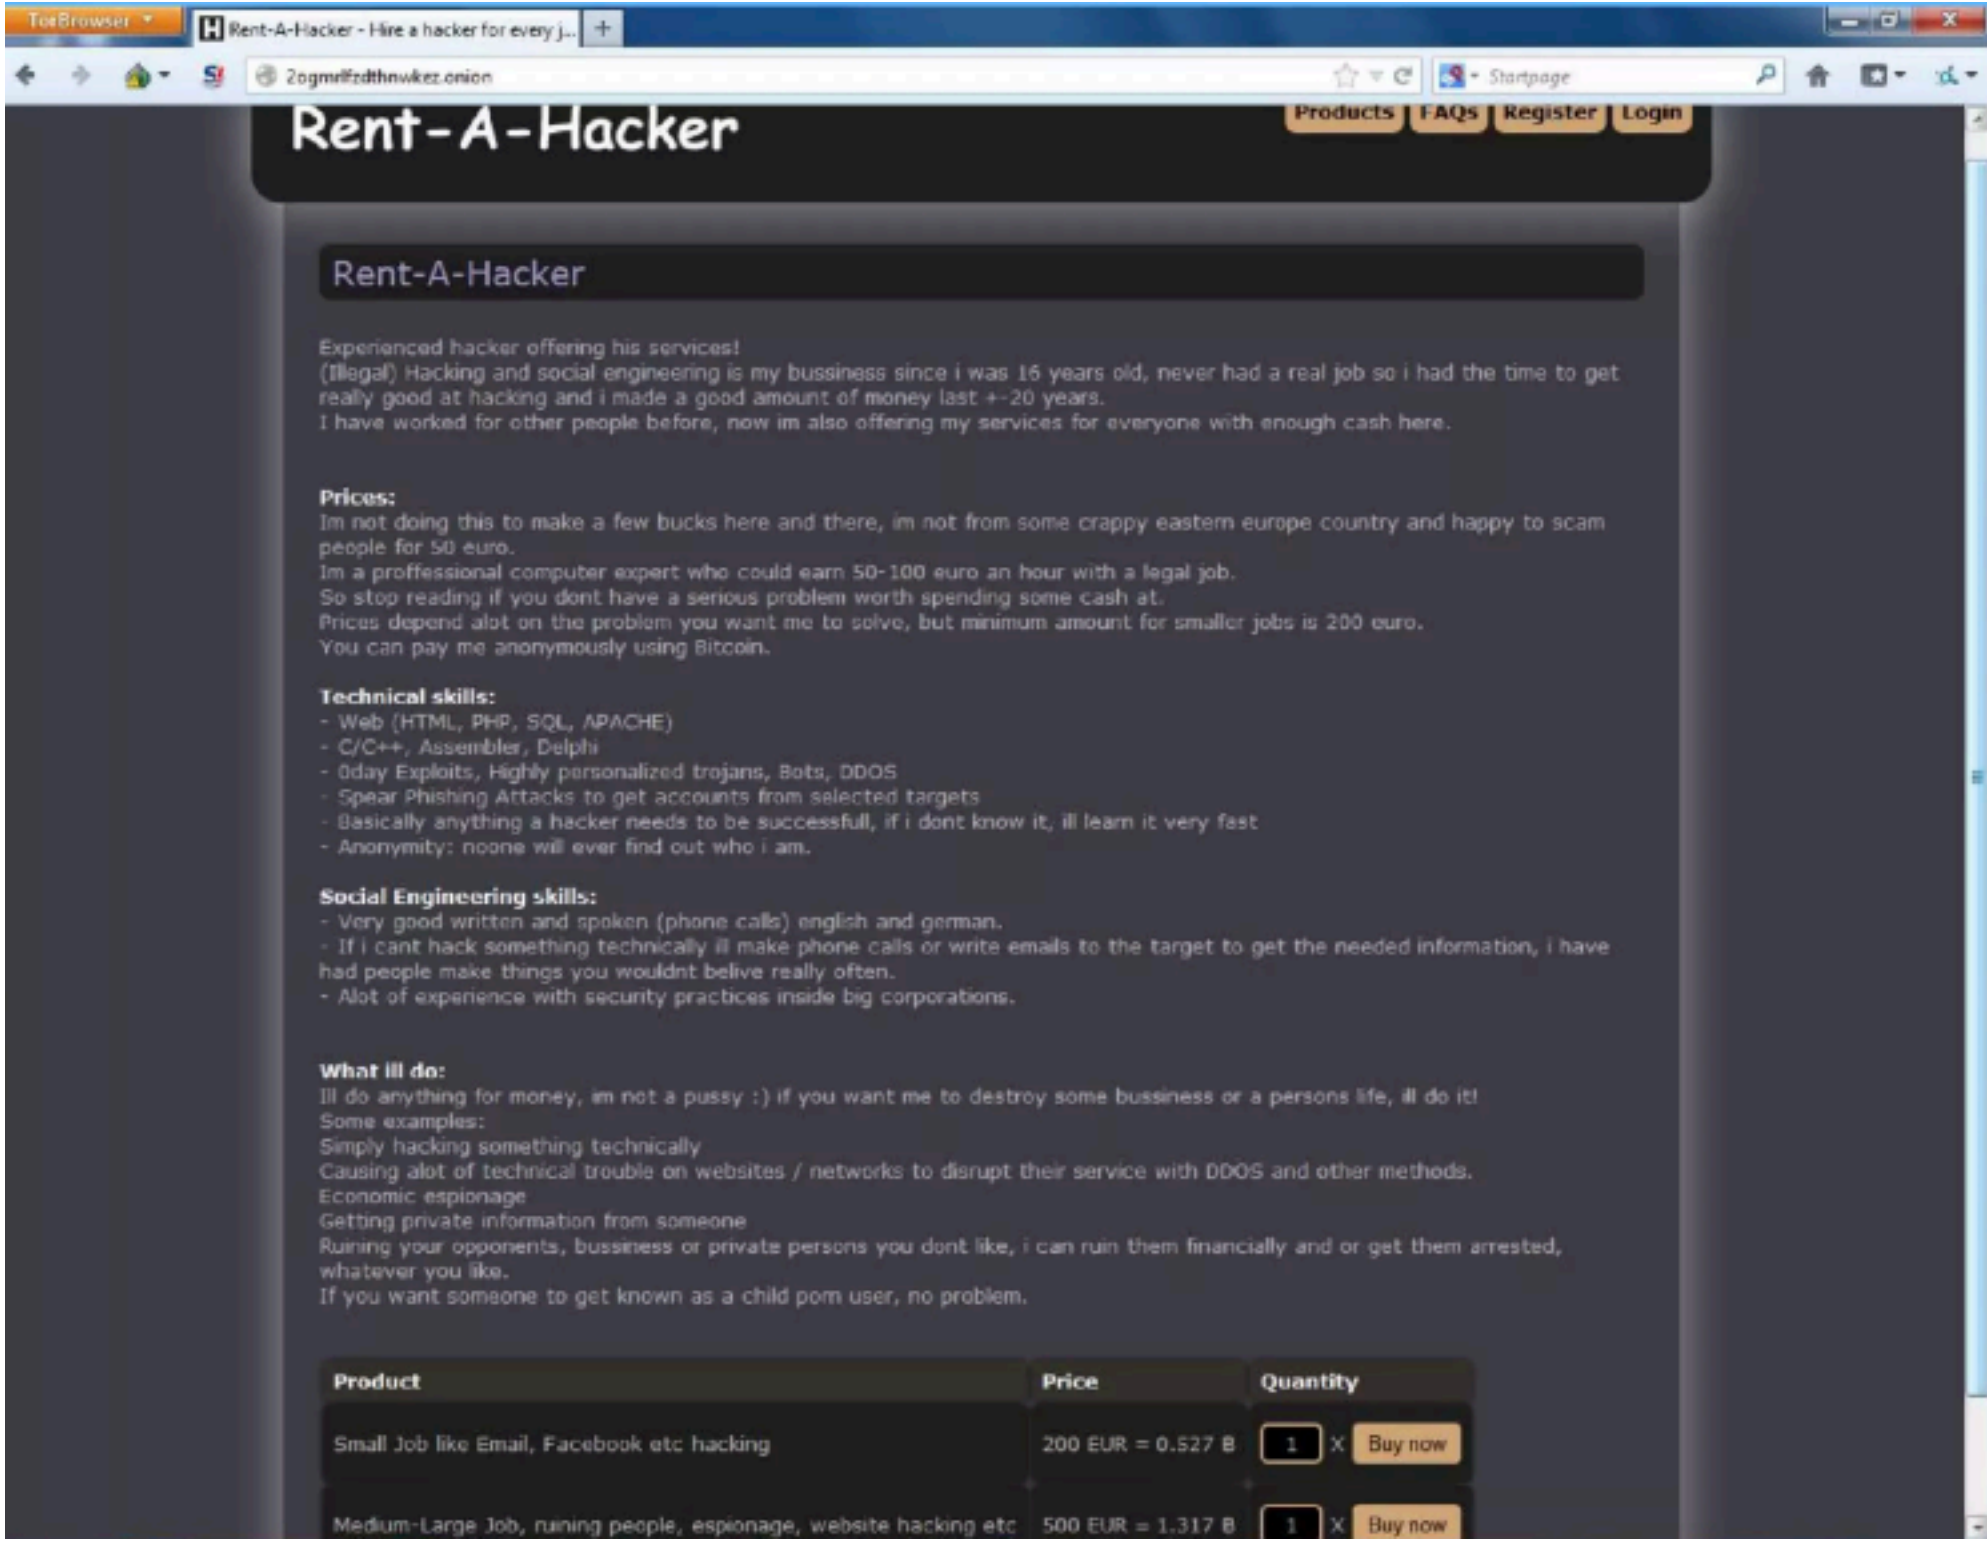 TorBrowser
Rent-A-Hacker - Hire a hacker for every j...
Startpage
Rent-A-Hacker
Products FAQs Register Login
Rent-A-Hacker
Experienced hacker offering his services!
(Illegal) Hacking and social engineering is my bussiness since i was 16 years old, never had a real job so i had the time to get
really good at hacking and i made a good amount of money last +-20 years.
I have worked for other people before, now im also offering my services for everyone with enough cash here.
Prices:
Im not doing this to make a few bucks here and there, im not from some crappy eastern europe country and happy to scam
people for 50 euro.
Im a proffessional computer expert who could earn 50-100 euro an hour with a legal job.
So stop reading if you dont have a serious problem worth spending some cash at.
Prices depend alot on the problem you want me to solve, but minimum amount for smaller jobs is 200 euro.
You can pay me anonymously using Bitcoin.
Technical skills:
- Web (HTML, PHP, SQL, APACHE)
- C/C++, Assembler, Delphi
- 0day Exploits, Highly personalized trojans, Bots, DDOS
- Spear Phishing Attacks to get accounts from selected targets
- Basically anything a hacker needs to be successfull, if i dont know it, ill learn it very fast
- Anonymity: noone will ever find out who i am.
Social Engineering skills:
- Very good written and spoken (phone calls) english and german.
- If i cant hack something technically ill make phone calls or write emails to the target to get the needed information, i have
had people make things you wouldnt belive really often.
- Alot of experience with security practices inside big corporations.
What ill do:
Ill do anything for money, im not a pussy :) if you want me to destroy some bussiness or a persons life, ill do it!
Some examples:
Simply hacking something technically
Causing alot of technical trouble on websites / networks to disrupt their service with DDOS and other methods.
Economic espionage
Getting private information from someone
Ruining your opponents, bussiness or private persons you dont like, i can ruin them financially and or get them arrested,
whatever you like.
If you want someone to get known as a child porn user, no problem.
Product Price Quantity
Small Job like Email, Facebook etc hacking 200 EUR = 0.527 B 1 X Buy now
Medium-Large Job, ruining people, espionage, website hacking etc 500 EUR = 1.317 B 1 X Buy now